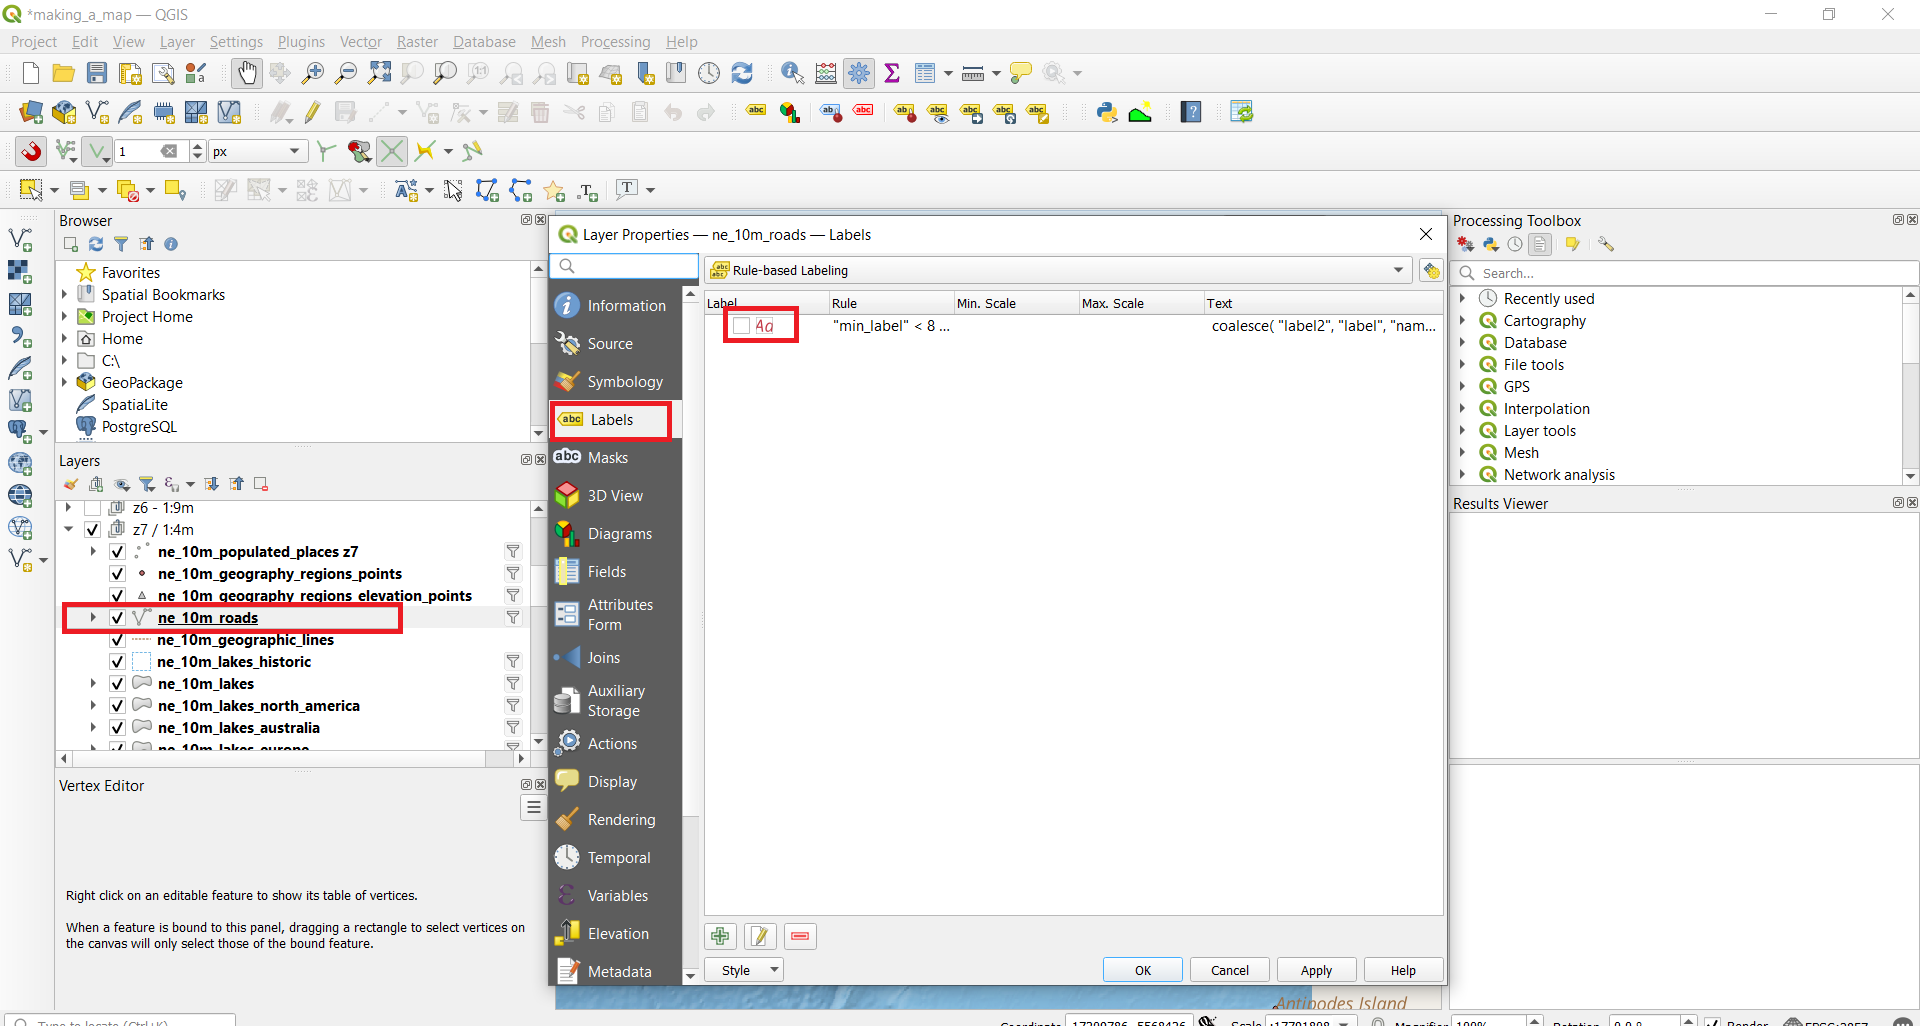 *making_a_map — QGIS
Project Edit View Layer Settings Plugins Vector Raster Database Mesh Processing Help
1 px
Browser
Favorites
Spatial Bookmarks
Project Home
Home
C:\
GeoPackage
SpatiaLite
PostgreSQL
Layers
z6 - 1:9m
z7 / 1:4m
ne_10m_populated_places z7
ne_10m_geography_regions_points
ne_10m_geography_regions_elevation_points
ne_10m_roads
ne_10m_geographic_lines
ne_10m_lakes_historic
ne_10m_lakes
ne_10m_lakes_north_america
ne_10m_lakes_australia
ne_10m_lakes_europe
Vertex Editor
Right click on an editable feature to show its table of vertices.
When a feature is bound to this panel, dragging a rectangle to select vertices on
the canvas will only select those of the bound feature.
Layer Properties — ne_10m_roads — Labels
Information
Source
Symbology
abc Labels
abc Masks
3D View
Diagrams
Fields
Attributes
Form
Joins
Auxiliary
Storage
Actions
Display
Rendering
Temporal
Variables
Elevation
Metadata
Rule-based Labeling
Label Rule Min. Scale Max. Scale Text
Aa "min_label" < 8 ... coalesce( "label2", "label", "nam...
Style OK Cancel Apply Help
Antipodes Island
Processing Toolbox
Search...
Recently used
Cartography
Database
File tools
GPS
Interpolation
Layer tools
Mesh
Network analysis
Results Viewer
Type to locate (Ctrl+K)
Coordinate Scale Magnifier 100% Rotation 0.0 ° Render